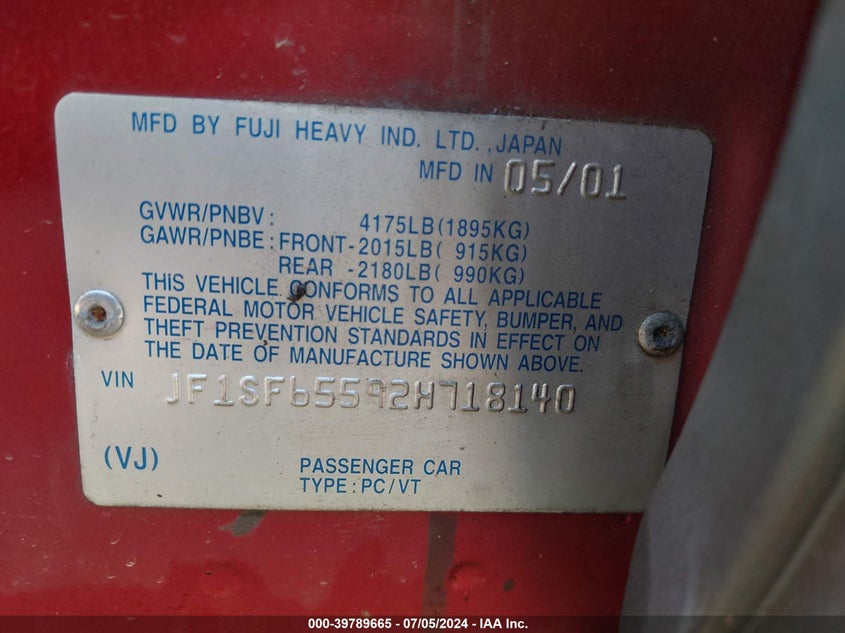 MFD BY FUJI HEAVY IND. LTD., JAPAN
MFD IN 05/01
GVWR/PNBV: 4175LB(1895KG)
GAWR/PNBE: FRONT-2015LB( 915KG)
REAR -2180LB( 990KG)
THIS VEHICLE CONFORMS TO ALL APPLICABLE
FEDERAL MOTOR VEHICLE SAFETY, BUMPER, AND
THEFT PREVENTION STANDARDS IN EFFECT ON
THE DATE OF MANUFACTURE SHOWN ABOVE.
VIN JF1SF65592H718140
(VJ) PASSENGER CAR
TYPE: PC/VT
000-39789665 - 07/05/2024 - IAA Inc.